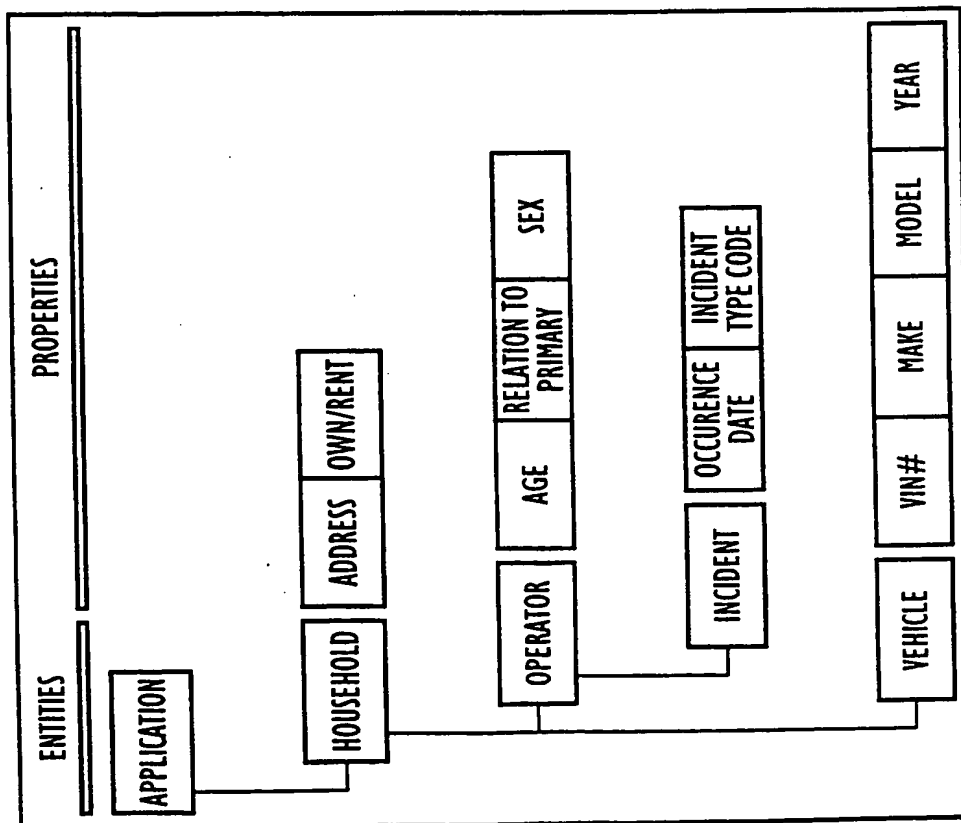 ENTITIES
PROPERTIES
APPLICATION
HOUSEHOLD
ADDRESS
OWN/RENT
OPERATOR
AGE
RELATION TO
PRIMARY
SEX
INCIDENT
OCCURENCE
DATE
INCIDENT
TYPE CODE
VEHICLE
VIN#
MAKE
MODEL
YEAR